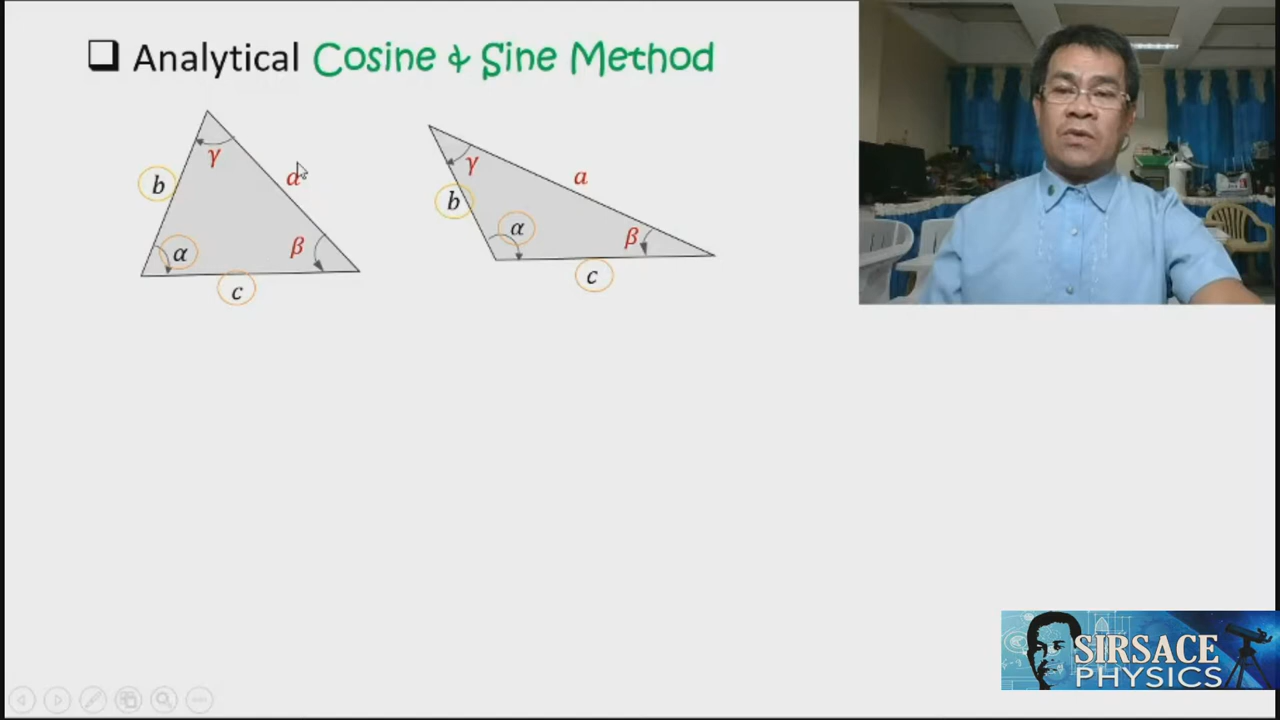 ❑ Analytical Cosine & Sine Method
γ
b
a
α
β
c
γ
a
b
α
β
c
SIRSACE
PHYSICS